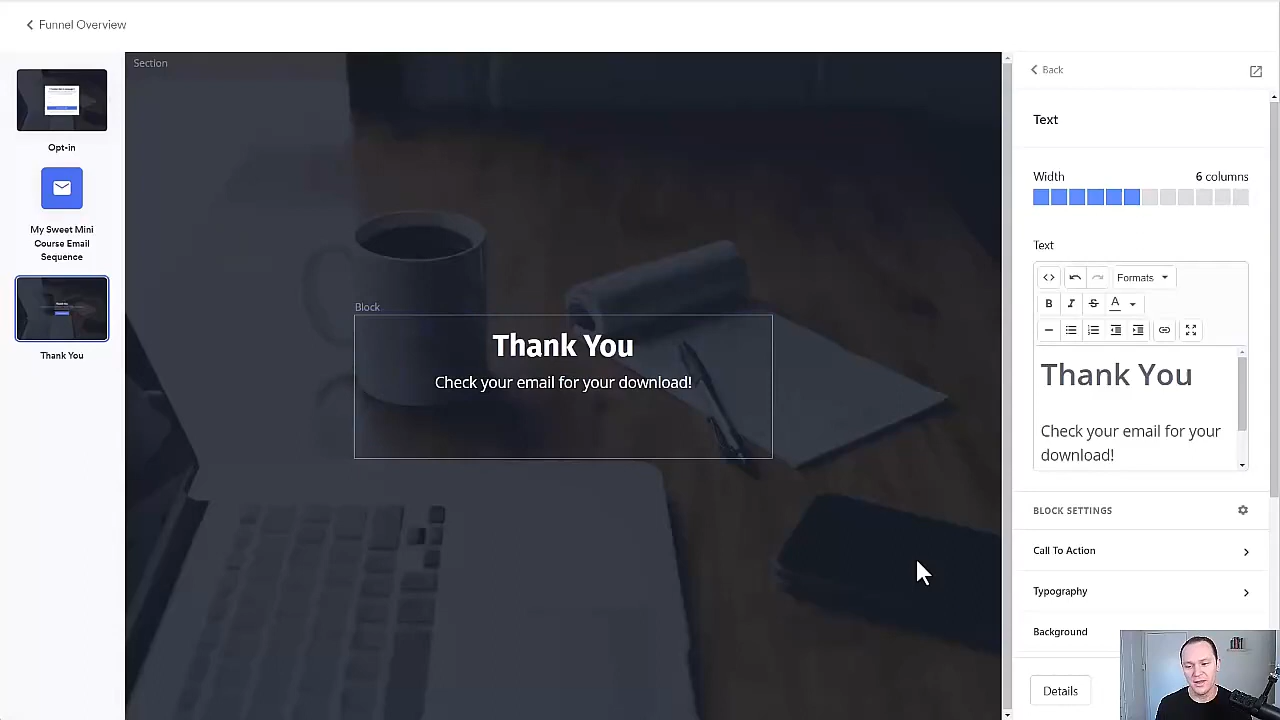 Funnel Overview
Opt-in
My Sweet Mini
Course Email
Sequence
Thank You
Section
Block
Thank You
Check your email for your download!
Back
Text
Width
6 columns
Text
Formats
B I S A
Thank You
Check your email for your
download!
BLOCK SETTINGS
Call To Action
Typography
Background
Details